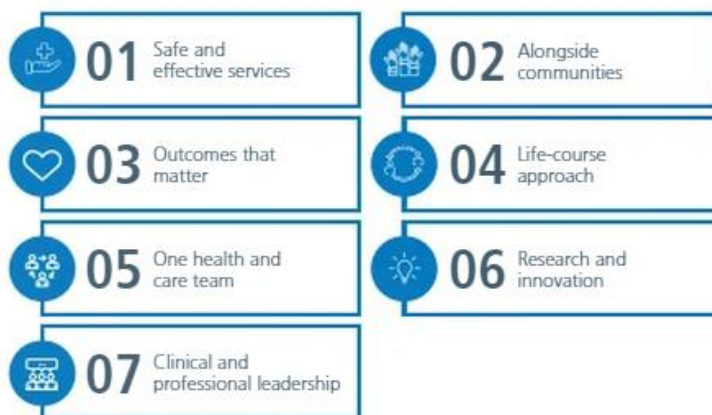 01 Safe and
effective services
02 Alongside
communities
03 Outcomes that
matter
04 Life-course
approach
05 One health and
care team
06 Research and
innovation
07 Clinical and
professional leadership